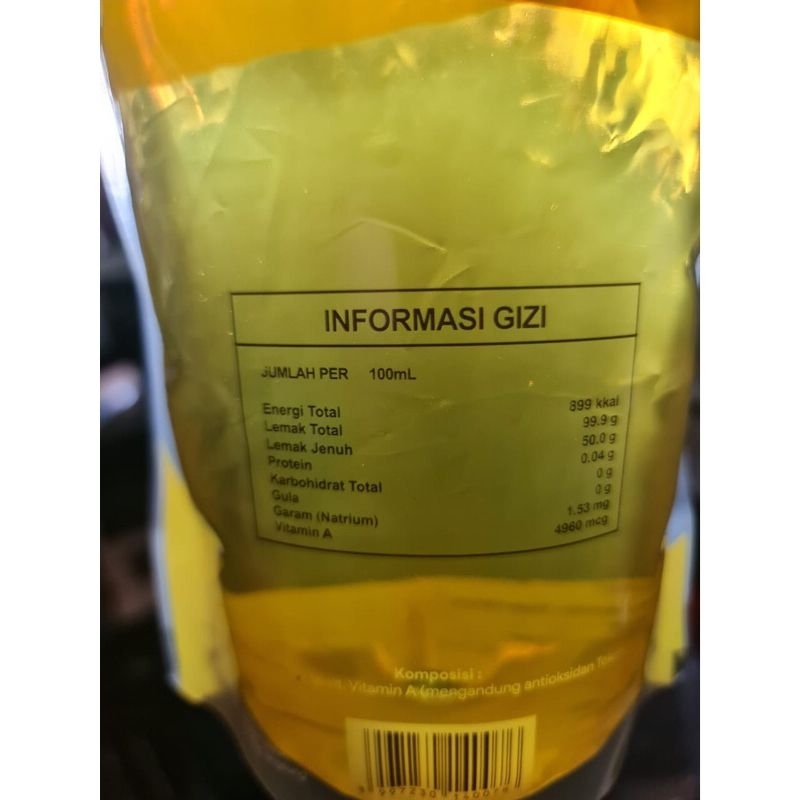 INFORMASI GIZI
JUMLAH PER 100mL
Energi Total 899 kkal
Lemak Total 99.9 g
Lemak Jenuh 50.0 g
Protein 0.04 g
Karbohidrat Total 0 g
Gula 0 g
Garam (Natrium) 1.53 mg
Vitamin A 4960 mcg
Komposisi :
Vitamin A (mengandung antioksidan